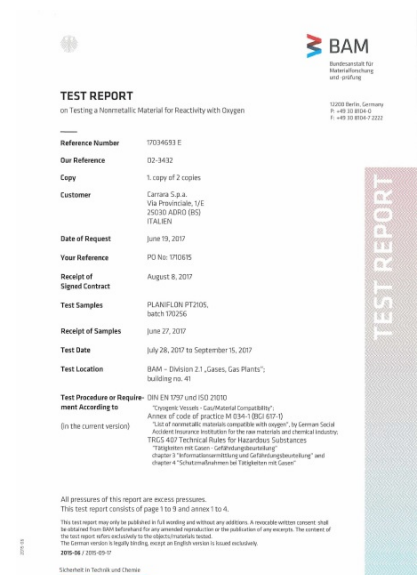 BAM
Bundesanstalt für
Materialforschung
und -prüfung
TEST REPORT
on Testing a Nonmetallic Material for Reactivity with Oxygen
12200 Berlin, Germany
P: +49 30 8104-0
F: +49 30 8104-7 2222
Reference Number 17034693 E
Our Reference 02-3432
Copy 1. copy of 2 copies
Customer Carrara S.p.a.
Via Provinciale, 1/E
25030 ADRO (BS)
ITALIEN
Date of Request June 19, 2017
Your Reference PO No: 1710615
Receipt of August 8, 2017
Signed Contract
Test Samples PLANIFLON PT2105,
batch 170256
Receipt of Samples June 27, 2017
Test Date July 28, 2017 to September 15, 2017
Test Location BAM – Division 2.1 „Gases, Gas Plants“;
building no. 41
Test Procedure or Require- DIN EN 1797 und ISO 21010
ment According to "Cryogenic Vessels - Gas/Material Compatibility";
Annex of code of practice M 034-1 (BGI 617-1)
(in the current version) "List of nonmetallic materials compatible with oxygen", by German Social
Accident Insurance Institution for the raw materials and chemical industry;
TRGS 407 Technical Rules for Hazardous Substances
"Tätigkeiten mit Gasen - Gefährdungsbeurteilung"
chapter 3 "Informationsermittlung und Gefährdungsbeurteilung" and
chapter 4 "Schutzmaßnahmen bei Tätigkeiten mit Gasen"
TEST REPORT
All pressures of this report are excess pressures.
This test report consists of page 1 to 9 and annex 1 to 4.
This test report may only be published in full wording and without any additions. A revocable written consent shall
be obtained from BAM beforehand for any amended reproduction or the publication of any excerpts. The content of
the test report refers exclusively to the objects/materials tested.
The German version is legally binding, except an English version is issued exclusively.
2015-06 / 2015-09-17
Sicherheit in Technik und Chemie